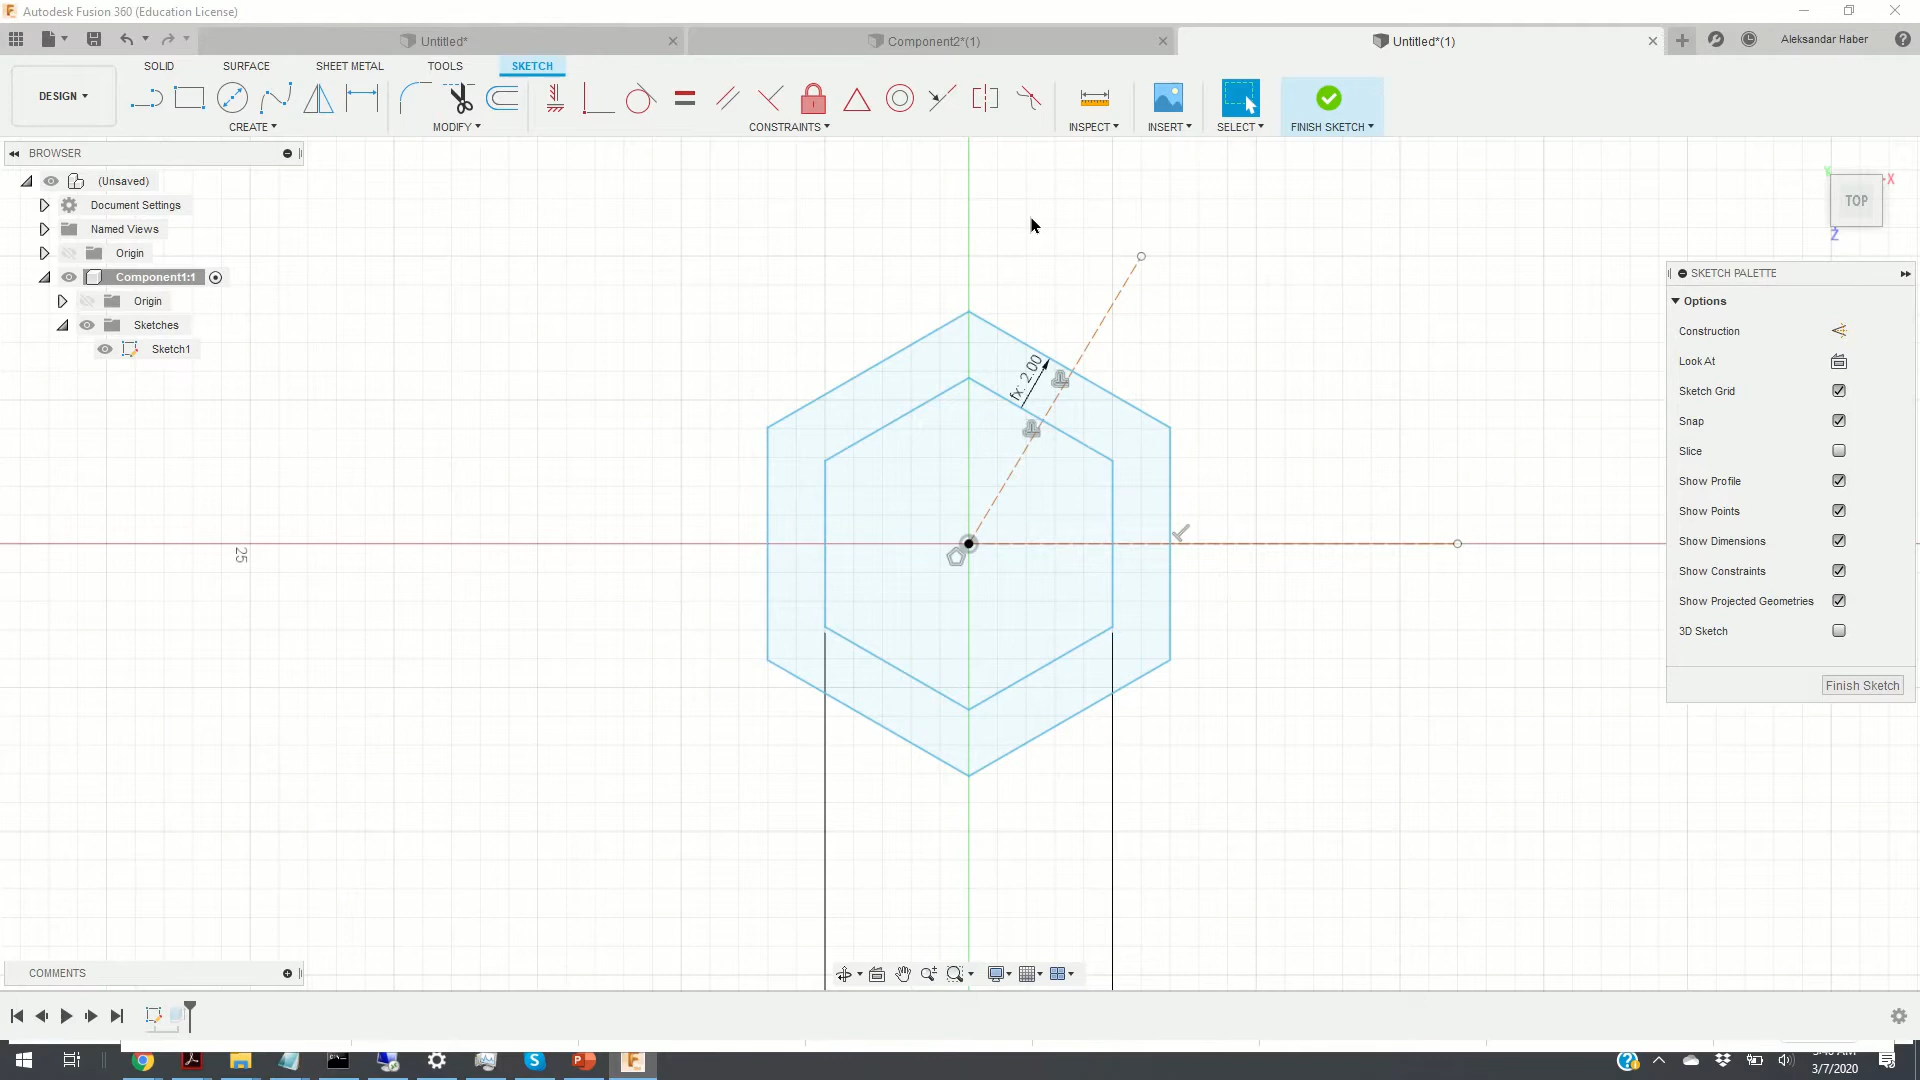 Autodesk Fusion 360 (Education License)
Untitled*
Component2*(1)
Untitled*(1)
Aleksandar Haber
SOLID
SURFACE
SHEET METAL
TOOLS
SKETCH
DESIGN
CREATE
MODIFY
CONSTRAINTS
INSPECT
INSERT
SELECT
FINISH SKETCH
BROWSER
(Unsaved)
Document Settings
Named Views
Origin
Component1:1
Origin
Sketches
Sketch1
Y
X
TOP
Z
SKETCH PALETTE
Options
Construction
Look At
Sketch Grid
Snap
Slice
Show Profile
Show Points
Show Dimensions
Show Constraints
Show Projected Geometries
3D Sketch
Finish Sketch
fx: 2.00
25
COMMENTS
3/7/2020